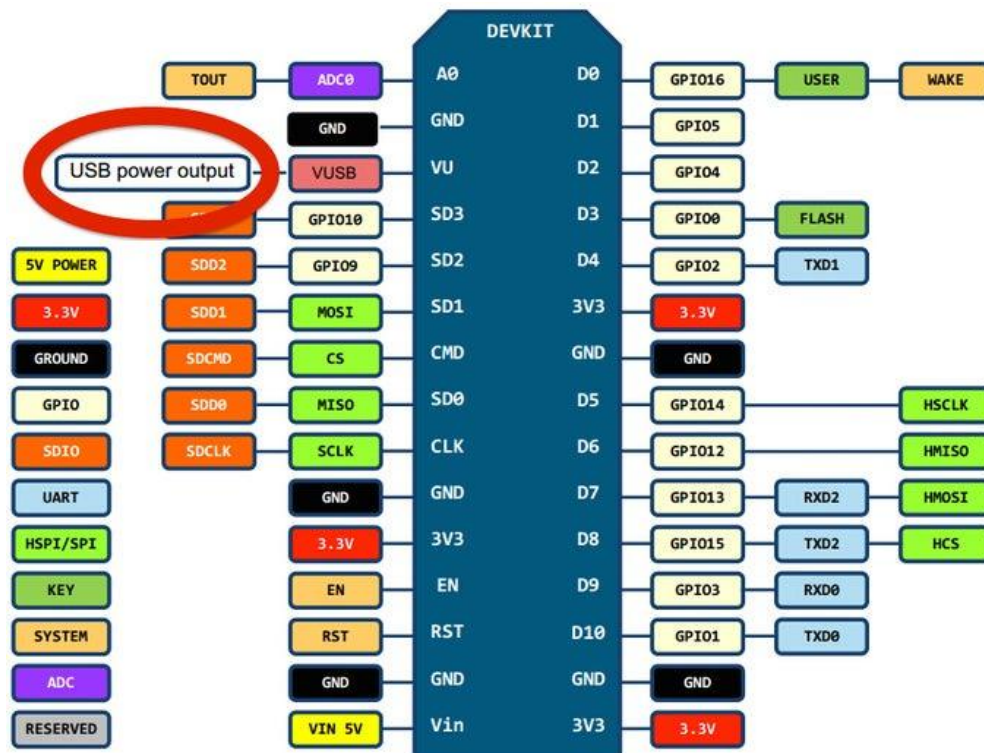 DEVKIT
TOUT ADC0 A0 D0 GPIO16 USER WAKE
GND GND D1 GPIO5
USB power output VUSB VU D2 GPIO4
GPIO10 SD3 D3 GPIO0 FLASH
5V POWER SDD2 GPIO9 SD2 D4 GPIO2 TXD1
3.3V SDD1 MOSI SD1 3V3 3.3V
GROUND SDCMD CS CMD GND GND
GPIO SDD0 MISO SD0 D5 GPIO14 HSCLK
SDIO SDCLK SCLK CLK D6 GPIO12 HMISO
UART GND GND D7 GPIO13 RXD2 HMOSI
HSPI/SPI 3.3V 3V3 D8 GPIO15 TXD2 HCS
KEY EN EN D9 GPIO3 RXD0
SYSTEM RST RST D10 GPIO1 TXD0
ADC GND GND GND GND
RESERVED VIN 5V Vin 3V3 3.3V